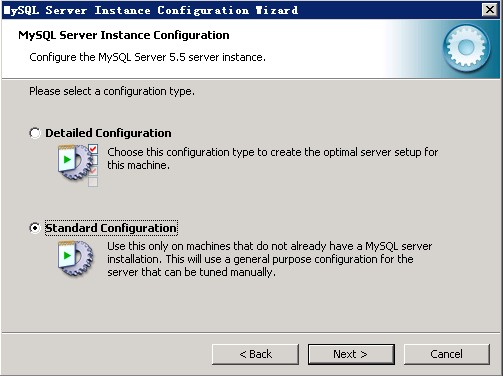 MySQL Server Instance Configuration Wizard
MySQL Server Instance Configuration
Configure the MySQL Server 5.5 server instance.
Please select a configuration type.
Detailed Configuration
Choose this configuration type to create the optimal server setup for
this machine.
Standard Configuration
Use this only on machines that do not already have a MySQL server
installation. This will use a general purpose configuration for the
server that can be tuned manually.
< Back
Next >
Cancel